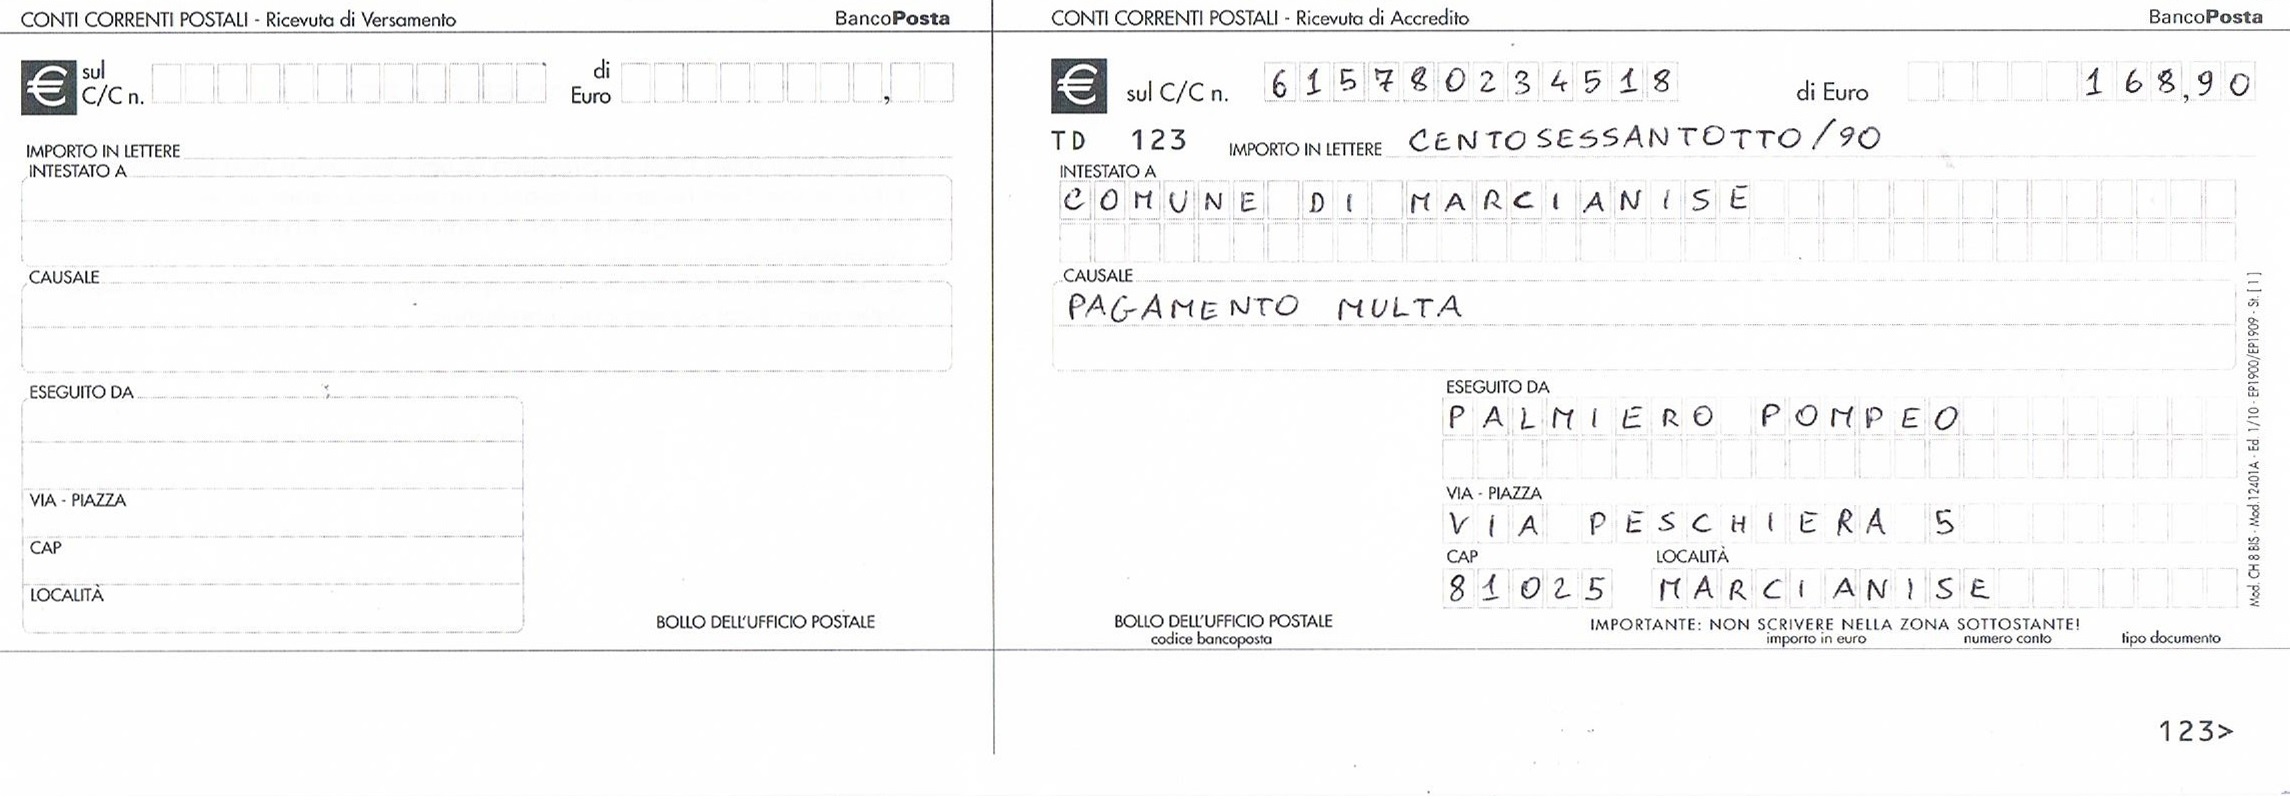 CONTI CORRENTI POSTALI - Ricevuta di Versamento BancoPosta
€ sul C/C n. di Euro ,
IMPORTO IN LETTERE
INTESTATO A
CAUSALE
ESEGUITO DA
VIA - PIAZZA
CAP
LOCALITÀ
BOLLO DELL'UFFICIO POSTALE
CONTI CORRENTI POSTALI - Ricevuta di Accredito BancoPosta
€ sul C/C n. 615780234518 di Euro 168,90
TD 123 IMPORTO IN LETTERE CENTOSESSANTOTTO/90
INTESTATO A
COMUNE DI MARCIANISE
CAUSALE
PAGAMENTO MULTA
ESEGUITO DA
PALMIERO POMPEO
VIA - PIAZZA
VIA PESCHIERA 5
CAP LOCALITÀ
81025 MARCIANISE
BOLLO DELL'UFFICIO POSTALE
codice bancoposta
IMPORTANTE: NON SCRIVERE NELLA ZONA SOTTOSTANTE!
importo in euro numero conto tipo documento
123>
Mod. CH 8 BIS - Mod. 12401A - Ed. 1/10 - EP1900/EP1909 - St. [1]